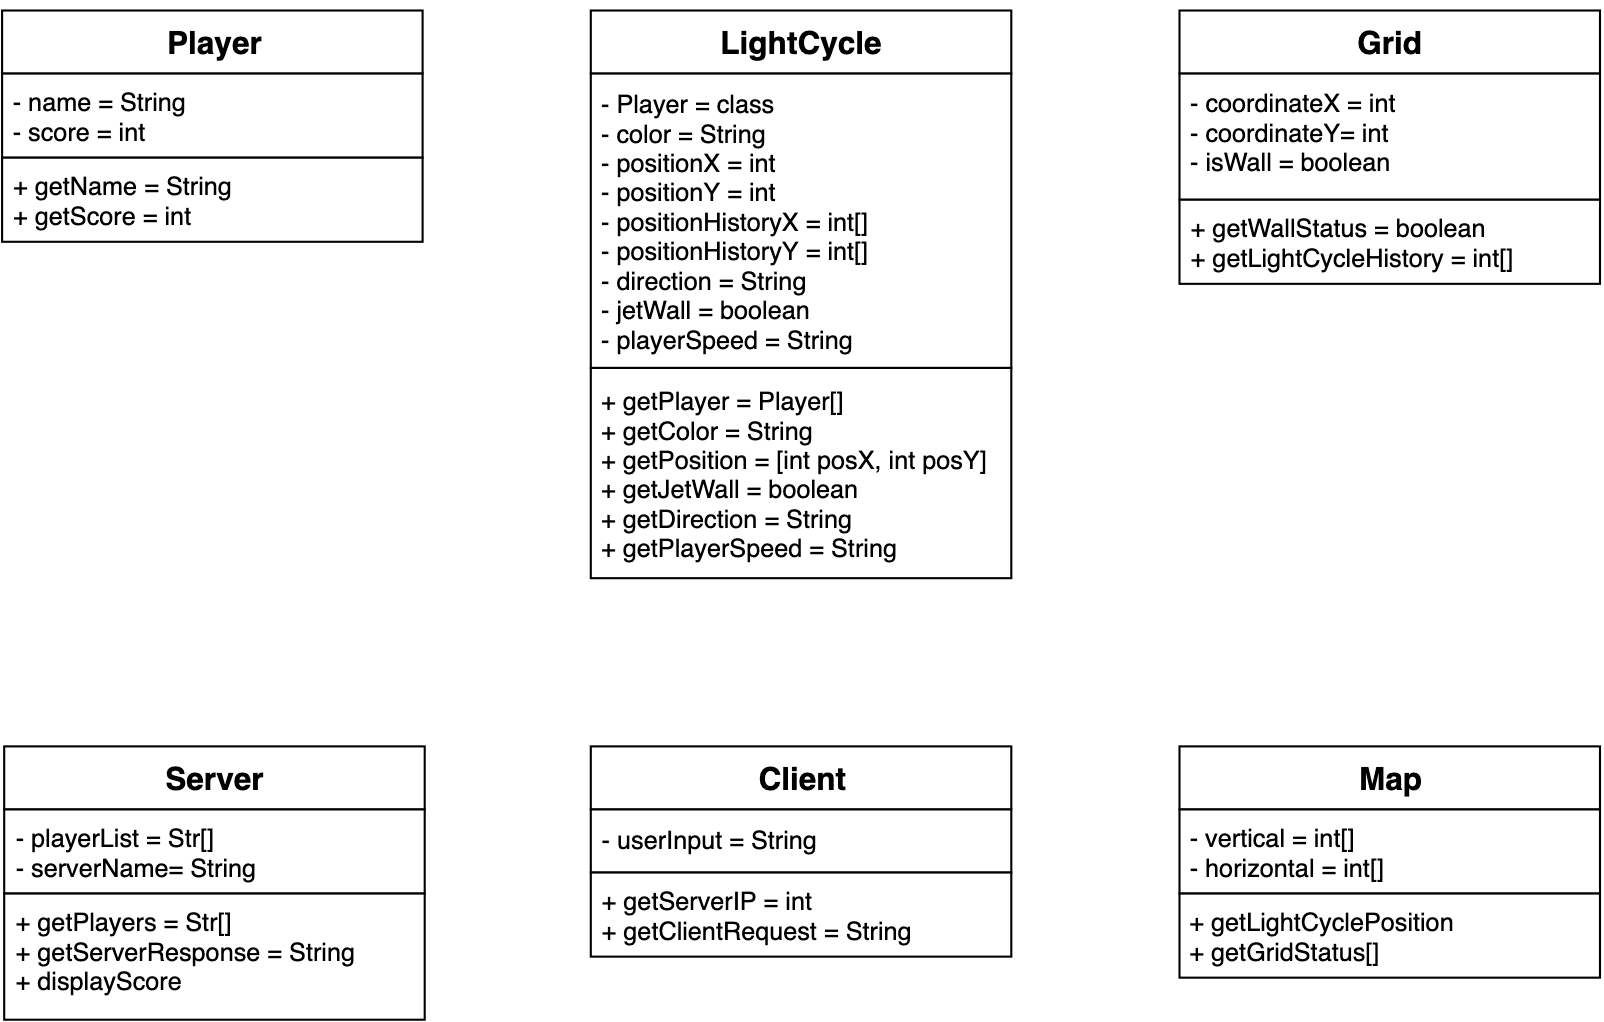 Player
- name = String
- score = int
+ getName = String
+ getScore = int
LightCycle
- Player = class
- color = String
- positionX = int
- positionY = int
- positionHistoryX = int[]
- positionHistoryY = int[]
- direction = String
- jetWall = boolean
- playerSpeed = String
+ getPlayer = Player[]
+ getColor = String
+ getPosition = [int posX, int posY]
+ getJetWall = boolean
+ getDirection = String
+ getPlayerSpeed = String
Grid
- coordinateX = int
- coordinateY= int
- isWall = boolean
+ getWallStatus = boolean
+ getLightCycleHistory = int[]
Server
- playerList = Str[]
- serverName= String
+ getPlayers = Str[]
+ getServerResponse = String
+ displayScore
Client
- userInput = String
+ getServerIP = int
+ getClientRequest = String
Map
- vertical = int[]
- horizontal = int[]
+ getLightCyclePosition
+ getGridStatus[]